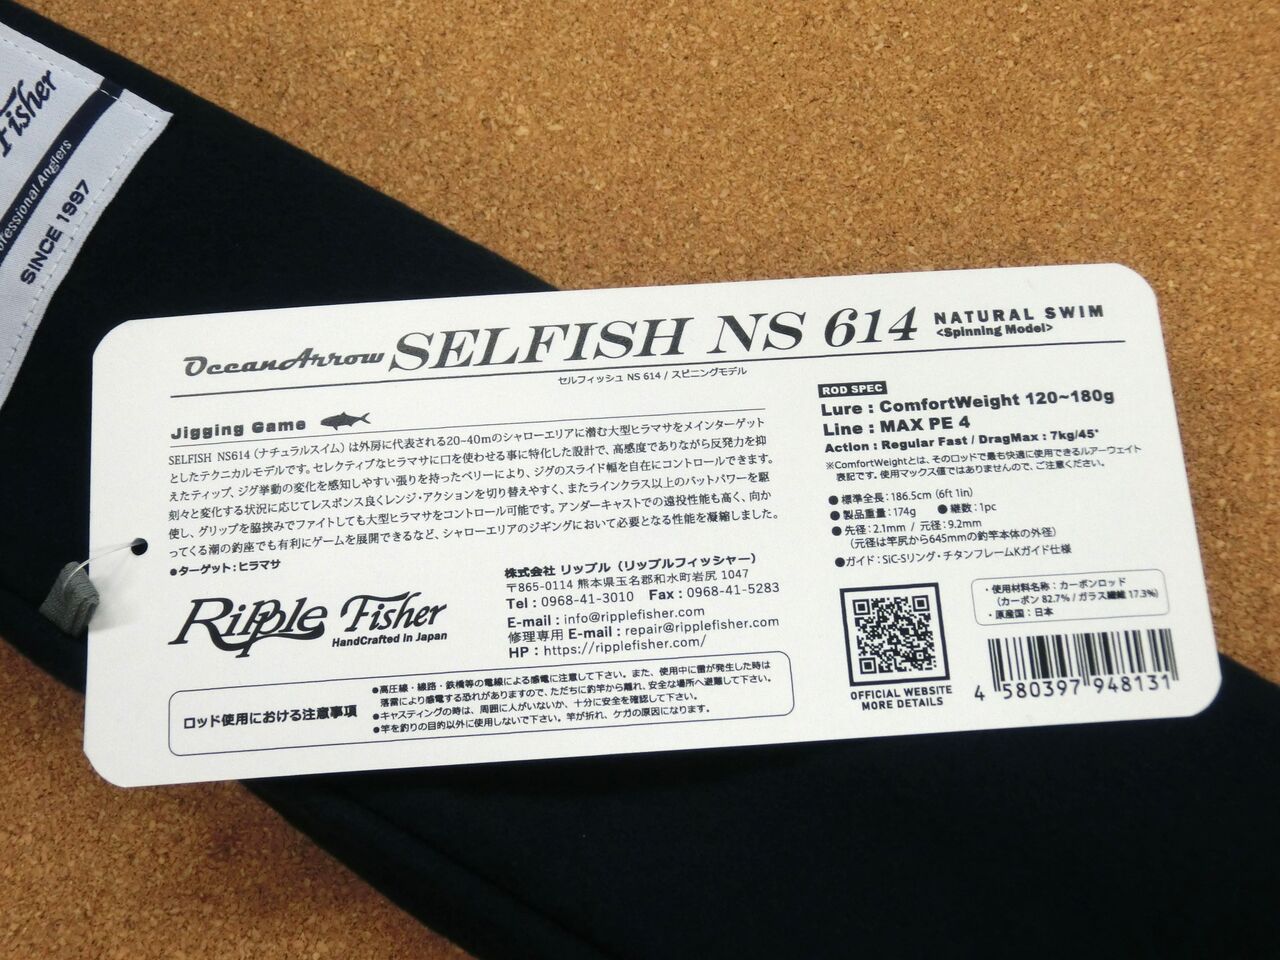 Fisher
ofessional Anglers
SINCE 1997
OceanArrow SELFISH NS 614 NATURAL SWIM
<Spinning Model>
セルフィッシュ NS 614 / スピニングモデル
Jigging Game
SELFISH NS614（ナチュラルスイム）は外房に代表される20~40mのシャローエリアに潜む大型ヒラマサをメインターゲット
としたテクニカルモデルです。セレクティブなヒラマサに口を使わせる事に特化した設計で、高感度でありながら反発力を抑
えたティップ、ジグ挙動の変化を感知しやすい張りを持ったベリーにより、ジグのスライド幅を自在にコントロールできます。
刻々と変化する状況に応じてレスポンス良くレンジ・アクションを切り替えやすく、またラインクラス以上のバットパワーを駆
使し、グリップを脇挟みでファイトしても大型ヒラマサをコントロール可能です。アンダーキャストでの遠投性能も高く、向か
ってくる潮の釣座でも有利にゲームを展開できるなど、シャローエリアのジギングにおいて必要となる性能を凝縮しました。
●ターゲット：ヒラマサ
Ripple Fisher
HandCrafted in Japan
株式会社 リップル（リップルフィッシャー）
〒865-0114 熊本県玉名郡和水町岩尻 1047
Tel : 0968-41-3010 Fax : 0968-41-5283
E-mail : info@ripplefisher.com
修理専用 E-mail : repair@ripplefisher.com
HP : https://ripplefisher.com/
ロッド使用における注意事項
●高圧線・線路・鉄橋等の電線による感電に注意して下さい。また、使用中に雷が発生した時は
落雷により感電する恐れがありますので、ただちに釣竿から離れ、安全な場所へ避難して下さい。
●キャスティングの時は、周囲に人がいないか、十分に安全を確認して下さい。
●竿を釣りの目的以外に使用しないで下さい。竿が折れ、ケガの原因になります。
ROD SPEC
Lure : ComfortWeight 120~180g
Line : MAX PE 4
Action : Regular Fast / DragMax : 7kg/45°
※ComfortWeightとは、そのロッドで最も快適に使用できるルアーウェイト
表記です。使用マックス値ではありませんので、ご注意ください。
●標準全長：186.5cm (6ft 1in)
●製品重量：174g ●継数：1pc
●先径：2.1mm / 元径：9.2mm
（元径は竿尻から645mmの釣竿本体の外径）
●ガイド：SiC-Sリング・チタンフレームKガイド仕様
OFFICIAL WEBSITE
MORE DETAILS
・使用材料名称：カーボンロッド
（カーボン 82.7% / ガラス繊維 17.3%）
・原産国：日本
4 580397 948131